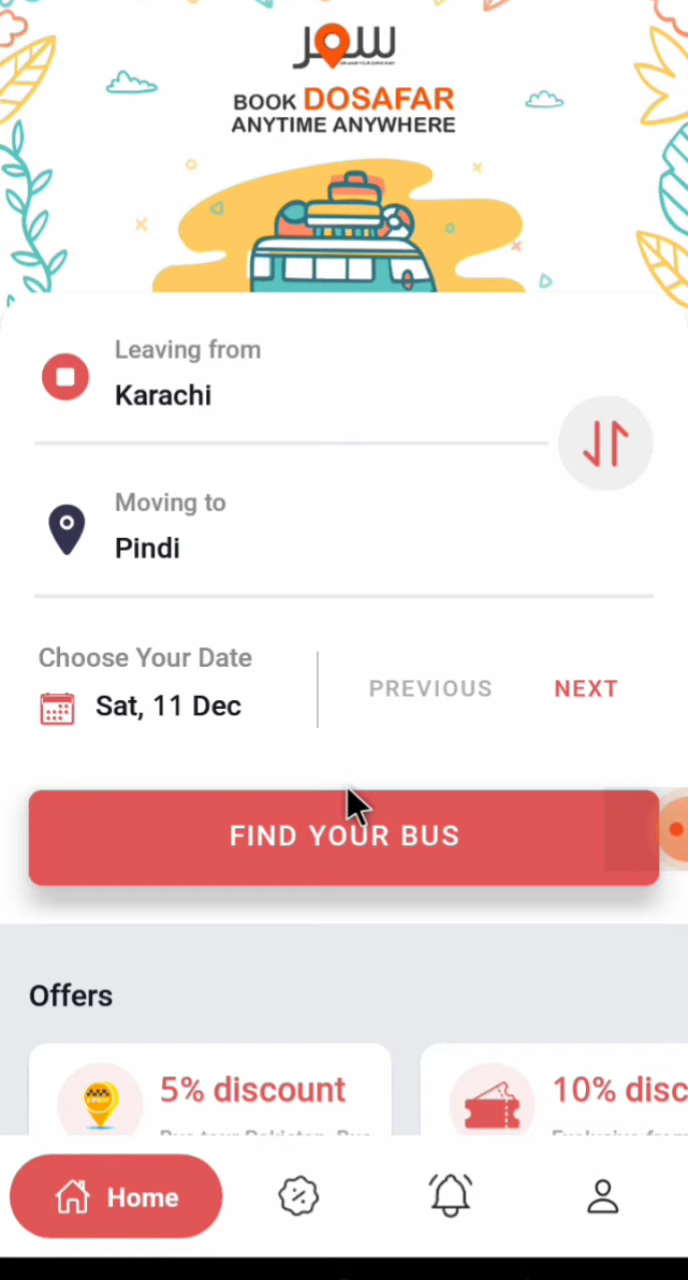 سفر
BOOK DOSAFAR
ANYTIME ANYWHERE
Leaving from
Karachi
Moving to
Pindi
Choose Your Date
Sat, 11 Dec
PREVIOUS
NEXT
FIND YOUR BUS
Offers
5% discount
10% disc
Home